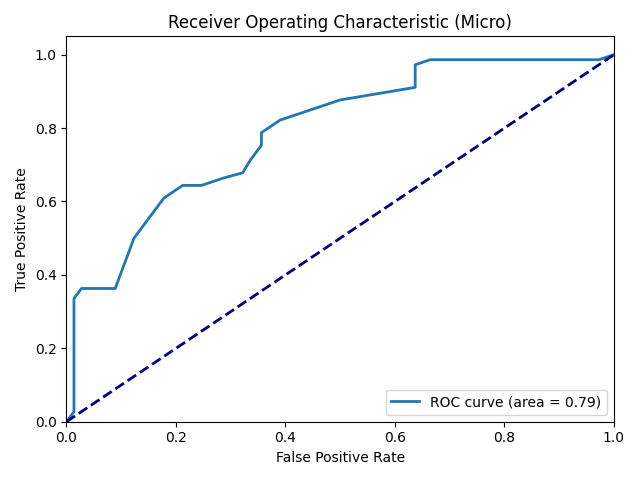 Receiver Operating Characteristic (Micro)
1.0
0.8
0.6
0.4
0.2
0.0
True Positive Rate
ROC curve (area = 0.79)
0.0 0.2 0.4 0.6 0.8 1.0
False Positive Rate